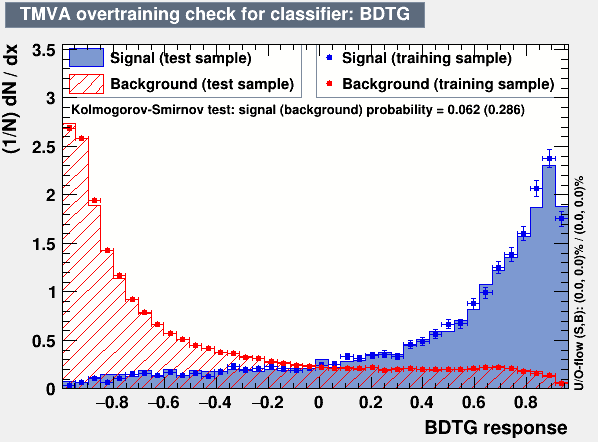 TMVA overtraining check for classifier: BDTG
(1/N) dN / dx
3.5
3
2.5
2
1.5
1
0.5
0
Signal (test sample)
Background (test sample)
Signal (training sample)
Background (training sample)
Kolmogorov-Smirnov test: signal (background) probability = 0.062 (0.286)
U/O-flow (S,B): (0.0, 0.0)% / (0.0, 0.0)%
−0.8 −0.6 −0.4 −0.2 0 0.2 0.4 0.6 0.8
BDTG response